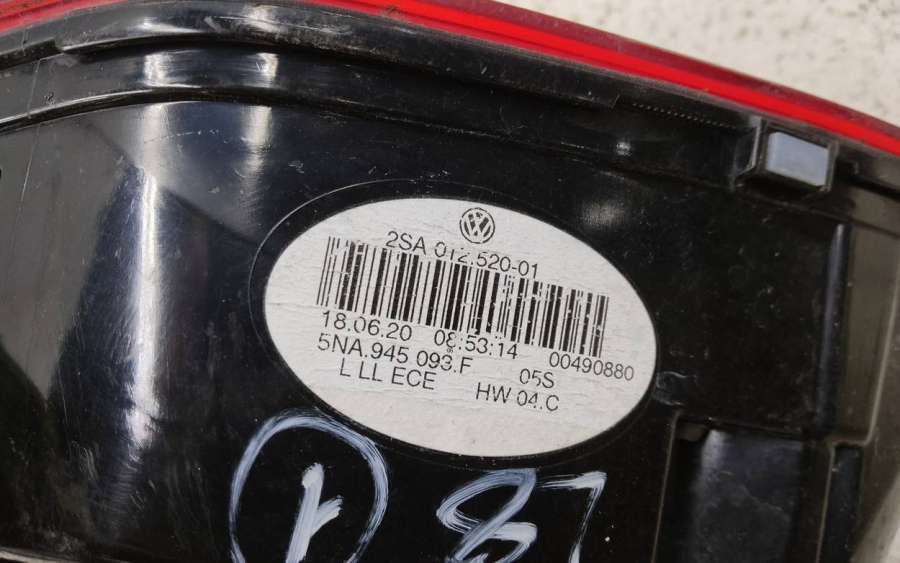 2SA 012.520-01
18.06.20 08:53:14 00490880
5NA.945 093.F 05S
L LL ECE HW 04.C
87